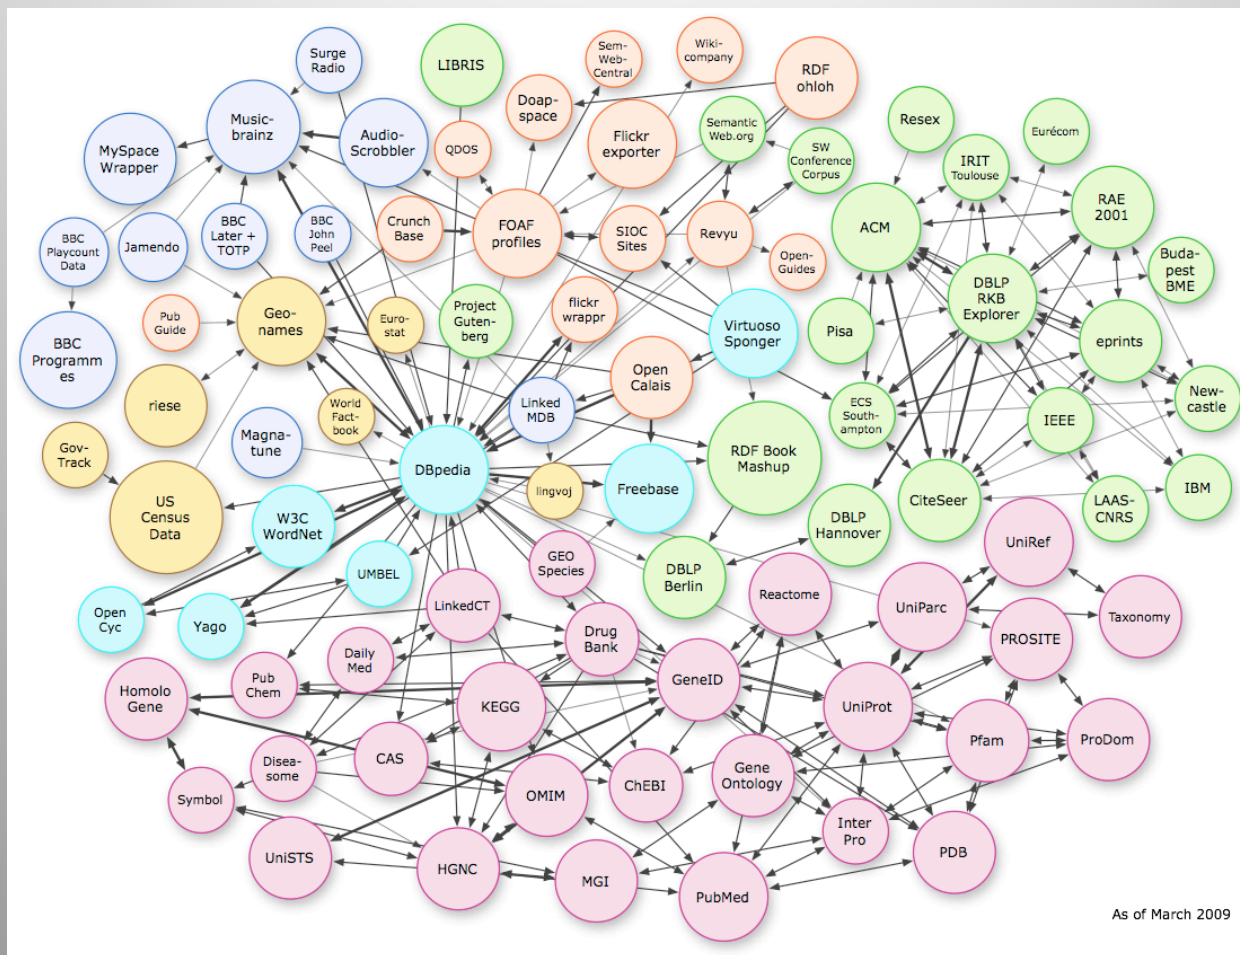 Surge
Radio
LIBRIS
Sem-
Web-
Central
Wiki-
company
RDF
ohloh
Music-
brainz
MySpace
Wrapper
Audio-
Scrobbler
QDOS
Doap-
space
Flickr
exporter
Semantic
Web.org
SW
Conference
Corpus
Resex
IRIT
Toulouse
Eurécom
BBC
Playcount
Data
Jamendo
BBC
Later +
TOTP
BBC
John
Peel
Crunch
Base
FOAF
profiles
SIOC
Sites
Revyu
Open-
Guides
ACM
RAE
2001
Pub
Guide
Geo-
names
Euro-
stat
Project
Guten-
berg
flickr
wrappr
Virtuoso
Sponger
Pisa
DBLP
RKB
Explorer
Buda-
pest
BME
eprints
BBC
Programm
es
riese
World
Fact-
book
Linked
MDB
Open
Calais
ECS
South-
ampton
IEEE
New-
castle
Gov-
Track
Magna-
tune
DBpedia
lingvoj
Freebase
RDF Book
Mashup
CiteSeer
LAAS-
CNRS
IBM
US
Census
Data
W3C
WordNet
DBLP
Hannover
Open
Cyc
Yago
UMBEL
GEO
Species
DBLP
Berlin
UniRef
LinkedCT
Reactome
UniParc
Taxonomy
Drug
Bank
PROSITE
Daily
Med
Pub
Chem
Homolo
Gene
KEGG
GeneID
UniProt
Pfam
ProDom
Disea-
some
CAS
Symbol
OMIM
ChEBI
Gene
Ontology
Inter
Pro
PDB
UniSTS
HGNC
MGI
PubMed
As of March 2009